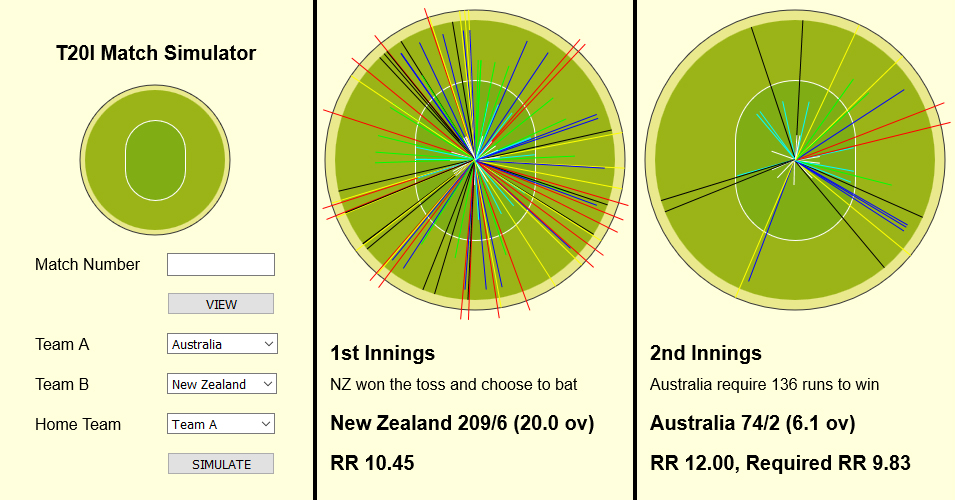 T20I Match Simulator
Match Number
VIEW
Team A
Australia
Team B
New Zealand
Home Team
Team A
SIMULATE
1st Innings
NZ won the toss and choose to bat
New Zealand 209/6 (20.0 ov)
RR 10.45
2nd Innings
Australia require 136 runs to win
Australia 74/2 (6.1 ov)
RR 12.00, Required RR 9.83